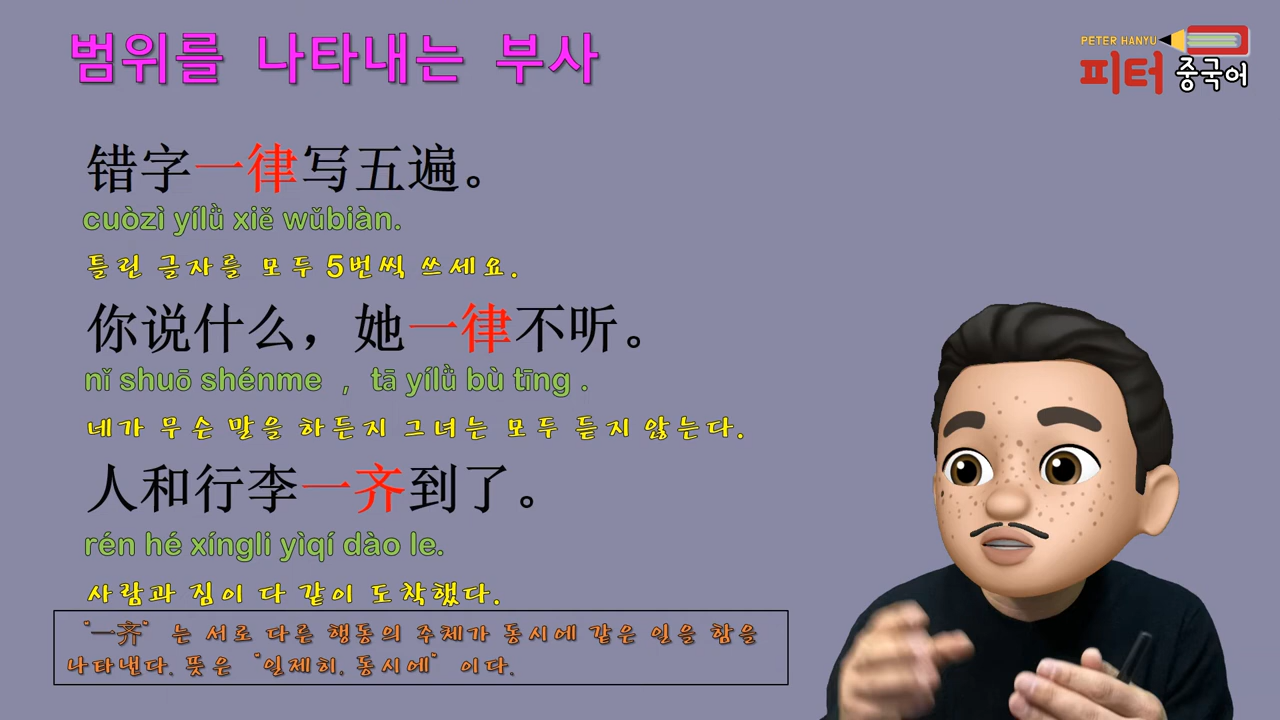 범위를 나타내는 부사
PETER HANYU
피터 중국어
错字一律写五遍。
cuòzì yílǜ xiě wǔbiàn.
틀린 글자를 모두 5번씩 쓰세요.
你说什么，她一律不听。
nǐ shuō shénme , tā yílǜ bù tīng .
네가 무슨 말을 하든지 그녀는 모두 듣지 않는다.
人和行李一齐到了。
rén hé xíngli yìqí dào le.
사람과 짐이 다 같이 도착했다.
"一齐" 는 서로 다른 행동의 주체가 동시에 같은 일을 함을
나타낸다. 뜻은 "일제히, 동시에" 이다.